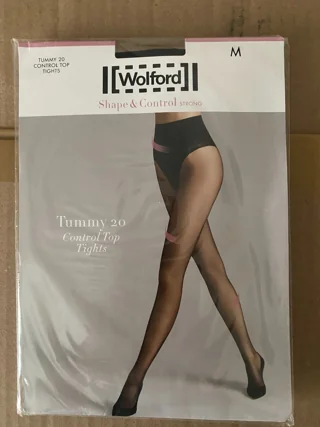 TUMMY 20
CONTROL TOP
TIGHTS
M
Wolford
Shape & Control STRONG
Tummy 20
Control Top
Tights